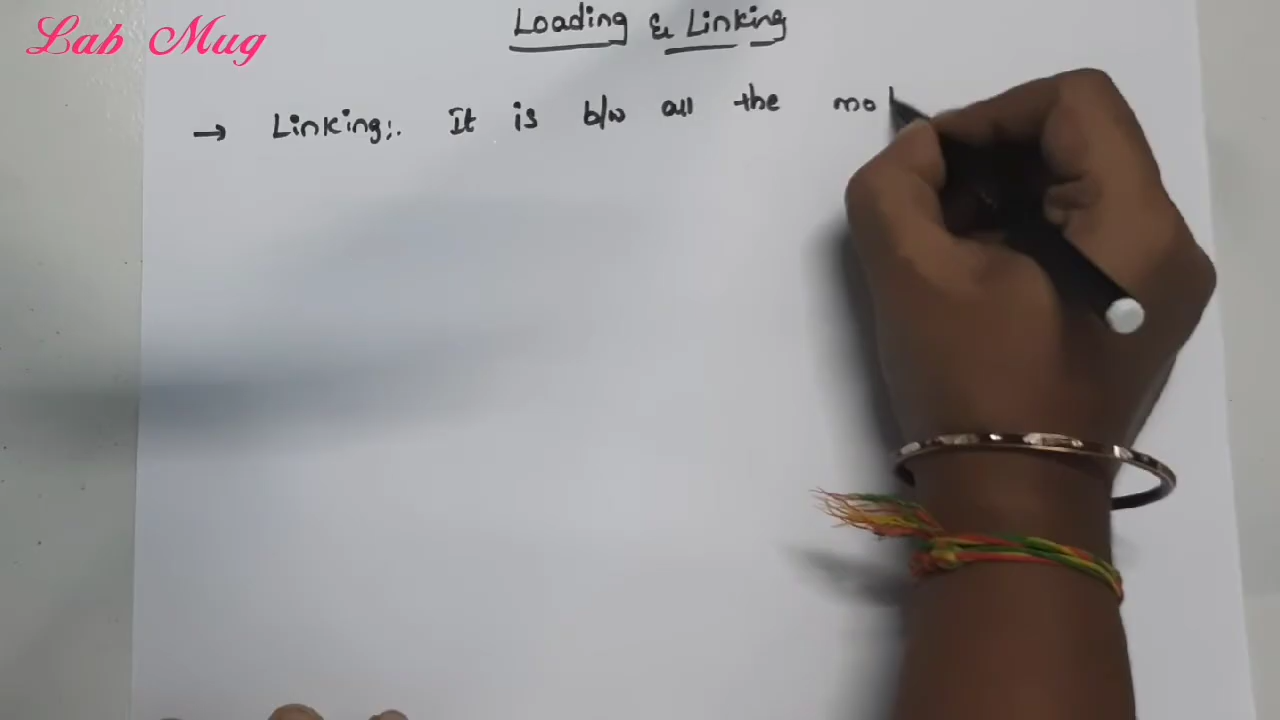 Lab Mug
Loading & Linking
→ Linking:. It is b/w all the mo